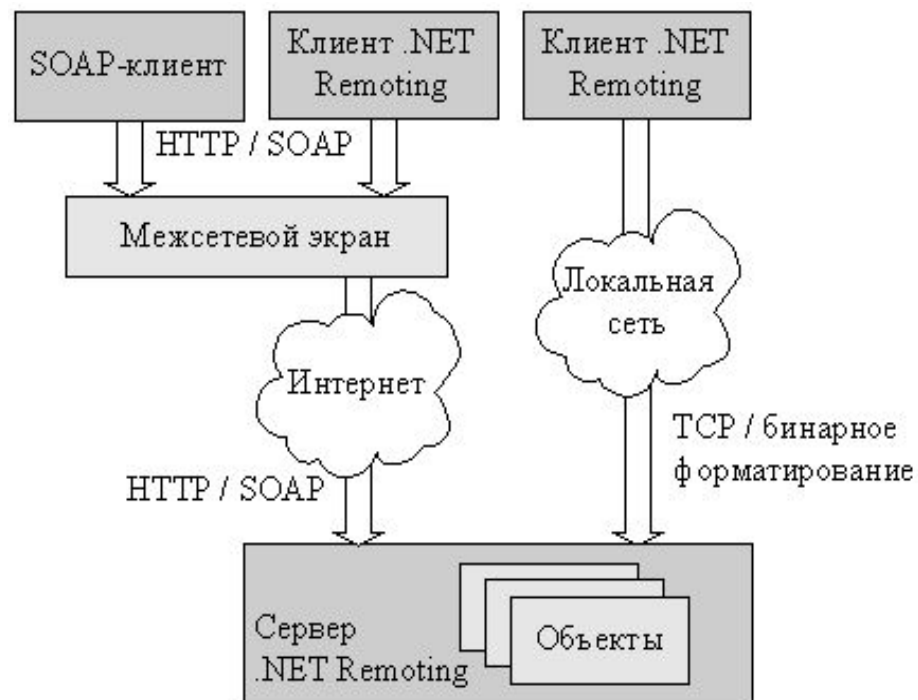 SOAP-клиент
Клиент .NET
Remoting
Клиент .NET
Remoting
HTTP / SOAP
Межсетевой экран
Локальная
сеть
Интернет
TCP / бинарное
форматирование
HTTP / SOAP
Сервер
.NET Remoting
Объекты